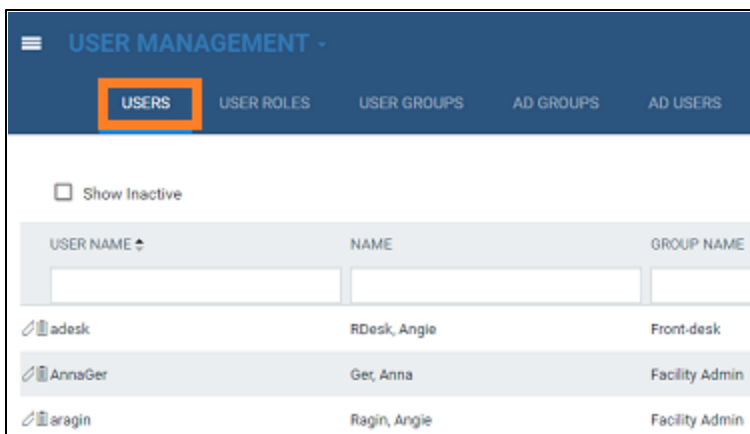 USER MANAGEMENT
USERS USER ROLES USER GROUPS AD GROUPS AD USERS
Show Inactive
USER NAME NAME GROUP NAME
adesk RDesk, Angie Front-desk
AnnaGer Ger, Anna Facility Admin
aragin Ragin, Angie Facility Admin